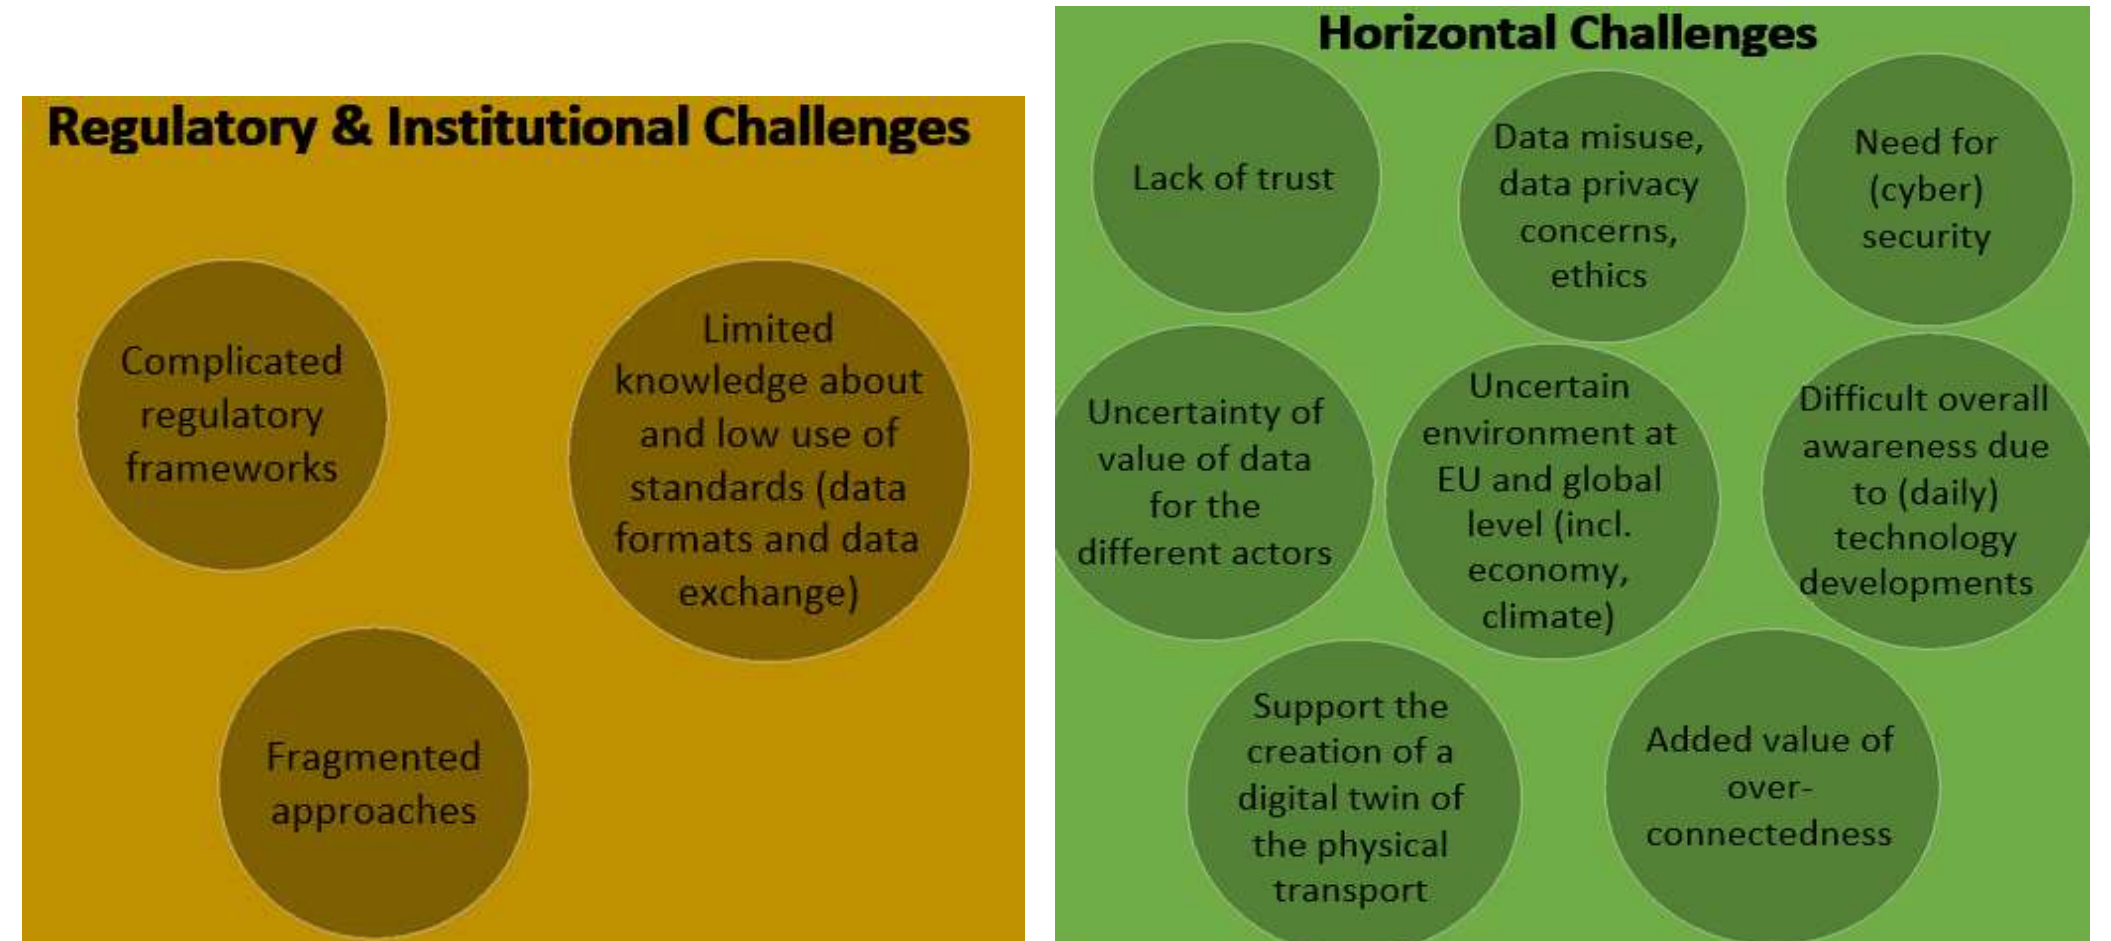 Regulatory & Institutional Challenges
Complicated
regulatory
frameworks
Limited
knowledge about
and low use of
standards (data
formats and data
exchange)
Fragmented
approaches
Horizontal Challenges
Lack of trust
Data misuse,
data privacy
concerns,
ethics
Need for
(cyber)
security
Uncertainty of
value of data
for the
different actors
Uncertain
environment at
EU and global
level (incl.
economy,
climate)
Difficult overall
awareness due
to (daily)
technology
developments
Support the
creation of a
digital twin of
the physical
transport
Added value of
over-
connectedness